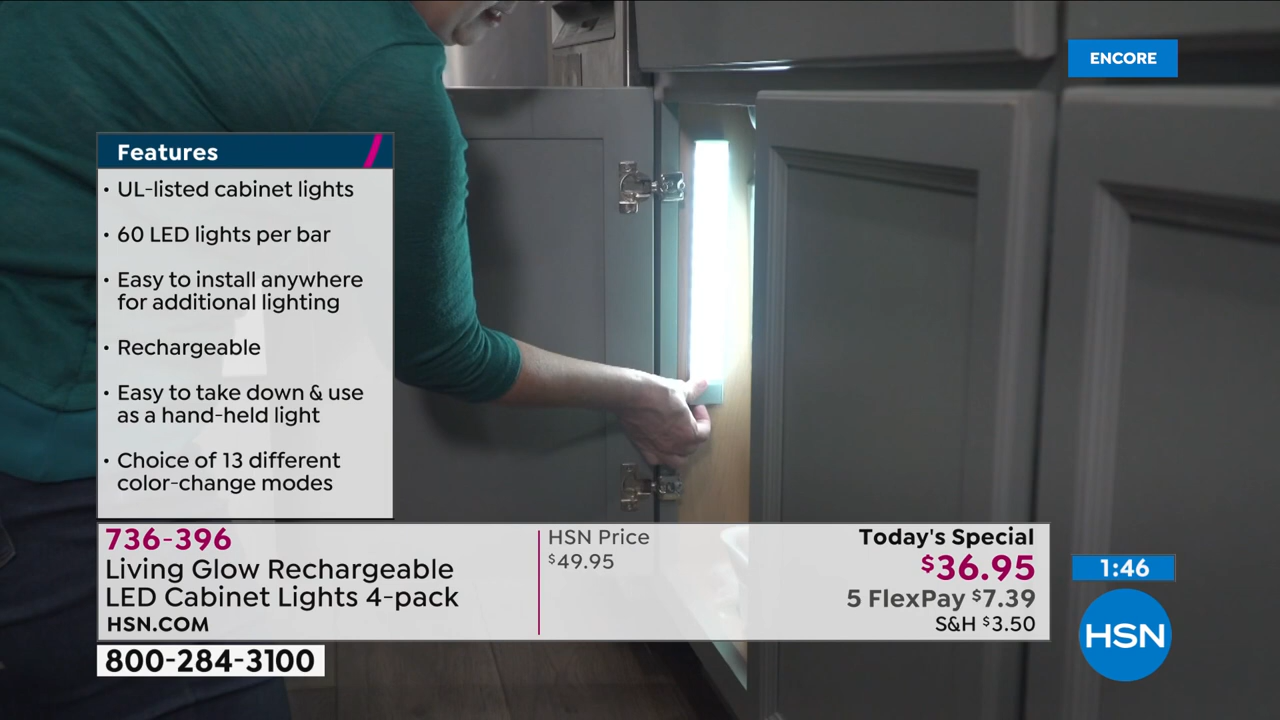 ENCORE
Features
• UL-listed cabinet lights
• 60 LED lights per bar
• Easy to install anywhere
for additional lighting
• Rechargeable
• Easy to take down & use
as a hand-held light
• Choice of 13 different
color-change modes
736-396
Living Glow Rechargeable
LED Cabinet Lights 4-pack
HSN.COM
HSN Price
$49.95
Today's Special
$36.95
5 FlexPay $7.39
S&H $3.50
1:46
HSN
800-284-3100